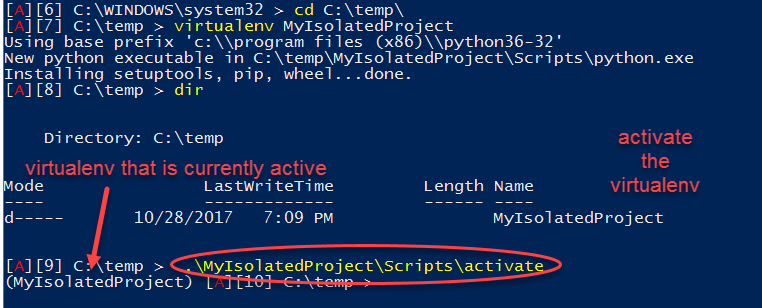 [A][6] C:\WINDOWS\system32 > cd C:\temp\
[A][7] C:\temp > virtualenv MyIsolatedProject
Using base prefix 'c:\\program files (x86)\\python36-32'
New python executable in C:\temp\MyIsolatedProject\Scripts\python.exe
Installing setuptools, pip, wheel...done.
[A][8] C:\temp > dir
Directory: C:\temp
activate
the
virtualenv
virtualenv that is currently active
Mode LastWriteTime Length Name
---- ------------- ------ ----
d----- 10/28/2017 7:09 PM MyIsolatedProject
[A][9] C:\temp > .\MyIsolatedProject\Scripts\activate
(MyIsolatedProject) [A][10] C:\temp >